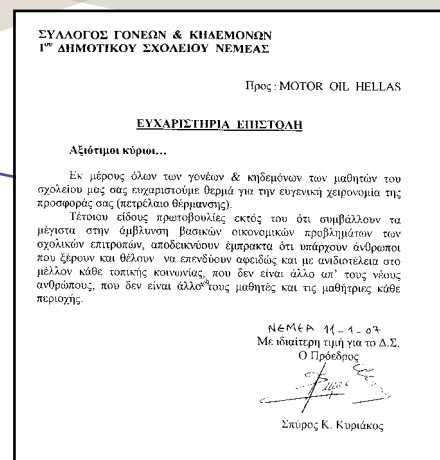 ΣΥΛΛΟΓΟΣ ΓΟΝΕΩΝ & ΚΗΔΕΜΟΝΩΝ
1ου ΔΗΜΟΤΙΚΟΥ ΣΧΟΛΕΙΟΥ ΝΕΜΕΑΣ
Προς : MOTOR OIL HELLAS
ΕΥΧΑΡΙΣΤΗΡΙΑ ΕΠΙΣΤΟΛΗ
Αξιότιμοι κύριοι…
Εκ μέρους όλων των γονέων & κηδεμόνων των μαθητών του
σχολείου μας σας ευχαριστούμε θερμά για την ευγενική χειρονομία της
προσφοράς σας (πετρέλαιο θέρμανσης).
Τέτοιου είδους πρωτοβουλίες εκτός του ότι συμβάλλουν τα
μέγιστα στην άμβλυνση βασικών οικονομικών προβλημάτων των
σχολικών επιτροπών, αποδεικνύουν έμπρακτα ότι υπάρχουν άνθρωποι
που ξέρουν και θέλουν να επενδύουν αφειδώς και με ανιδιοτέλεια στο
μέλλον κάθε τοπικής κοινωνίας, που δεν είναι άλλο απ' τους νέους
ανθρώπους, που δεν είναι άλλο τους μαθητές και τις μαθήτριες κάθε
περιοχής.
ΝΕΜΕΑ 11-1-07
Με ιδιαίτερη τιμή για το Δ.Σ.
Ο Πρόεδρος
Σπύρος Κ. Κυριάκος